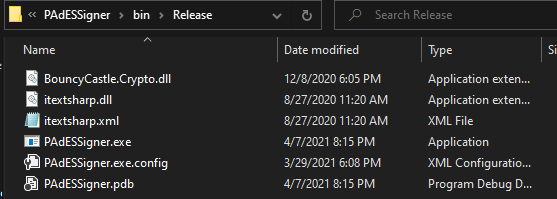 « PAdESSigner › bin › Release
Search Release
Name Date modified Type Si
BouncyCastle.Crypto.dll 12/8/2020 6:05 PM Application exten...
itextsharp.dll 8/27/2020 11:20 AM Application exten...
itextsharp.xml 8/27/2020 11:20 AM XML File
PAdESSigner.exe 4/7/2021 8:15 PM Application
PAdESSigner.exe.config 3/29/2021 6:08 PM XML Configuratio...
PAdESSigner.pdb 4/7/2021 8:15 PM Program Debug D...